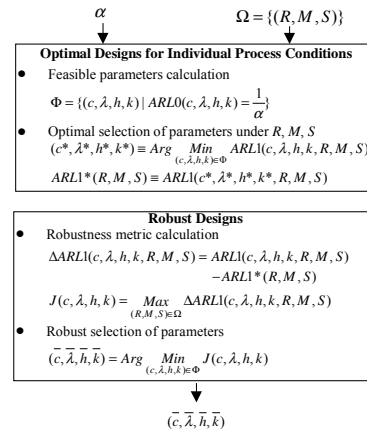 α Ω = {(R, M, S)}
Optimal Designs for Individual Process Conditions
● Feasible parameters calculation
Φ = {(c, λ, h, k) | ARL0(c, λ, h, k) = 1/α}
● Optimal selection of parameters under R, M, S
(c*, λ*, h*, k*) ≡ Arg Min ARL1(c, λ, h, k, R, M, S)
(c,λ,h,k)∈Φ
ARL1*(R, M, S) ≡ ARL1(c*, λ*, h*, k*, R, M, S)
Robust Designs
● Robustness metric calculation
ΔARL1(c, λ, h, k, R, M, S) = ARL1(c, λ, h, k, R, M, S)
−ARL1*(R, M, S)
J(c, λ, h, k) = Max ΔARL1(c, λ, h, k, R, M, S)
(R,M,S)∈Ω
● Robust selection of parameters
(c̄, λ̄, h̄, k̄) = Arg Min J(c, λ, h, k)
(c,λ,h,k)∈Φ
(c̄, λ̄, h̄, k̄)